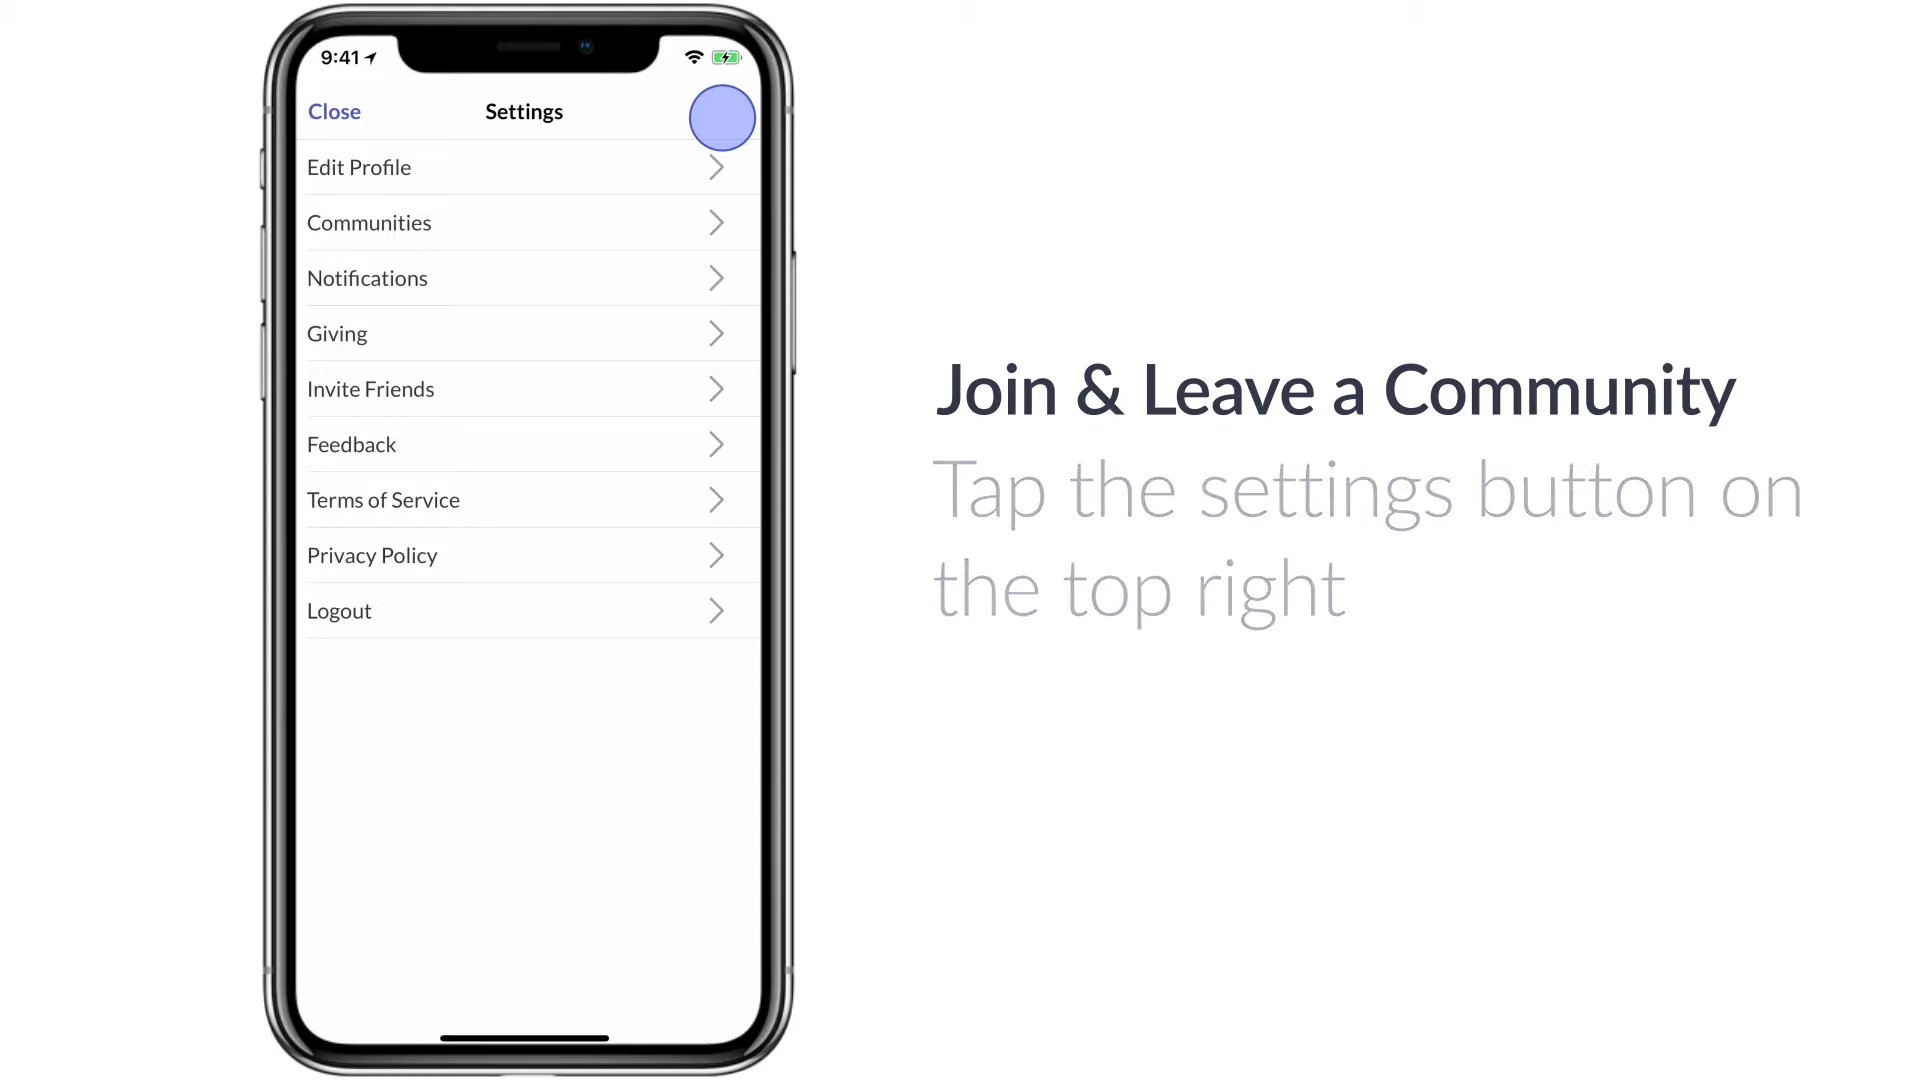 9:41
Close
Settings
Edit Profile
Communities
Notifications
Giving
Invite Friends
Feedback
Terms of Service
Privacy Policy
Logout
Join & Leave a Community
Tap the settings button on
the top right